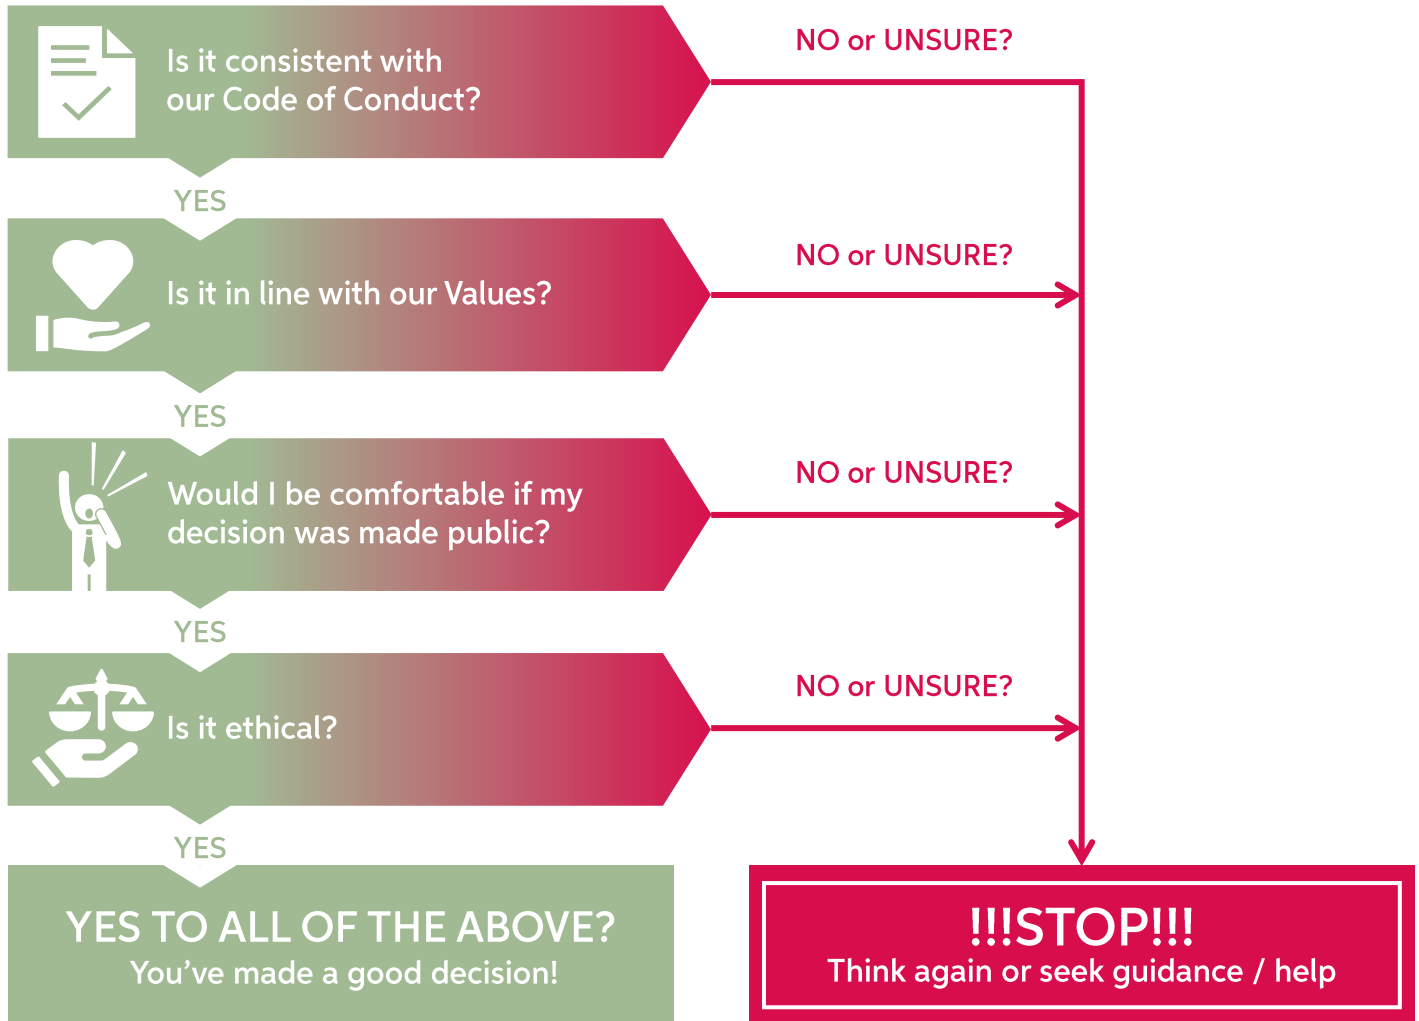 Is it consistent with
our Code of Conduct?
NO or UNSURE?
YES
Is it in line with our Values?
NO or UNSURE?
YES
Would I be comfortable if my
decision was made public?
NO or UNSURE?
YES
Is it ethical?
NO or UNSURE?
YES
YES TO ALL OF THE ABOVE?
You’ve made a good decision!
!!!STOP!!!
Think again or seek guidance / help